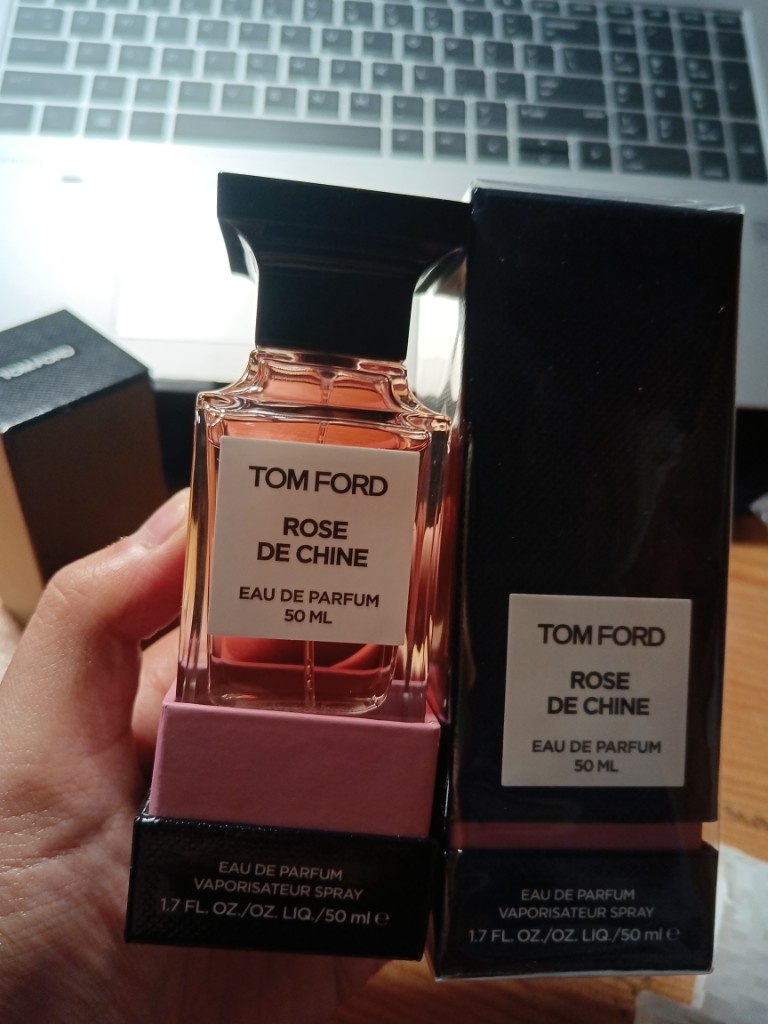 TOM FORD
TOM FORD
ROSE
DE CHINE
EAU DE PARFUM
50 ML
EAU DE PARFUM
VAPORISATEUR SPRAY
1.7 FL. OZ./OZ. LIQ./50 ml ℮
TOM FORD
ROSE
DE CHINE
EAU DE PARFUM
50 ML
EAU DE PARFUM
VAPORISATEUR SPRAY
1.7 FL. OZ./OZ. LIQ./50 ml ℮